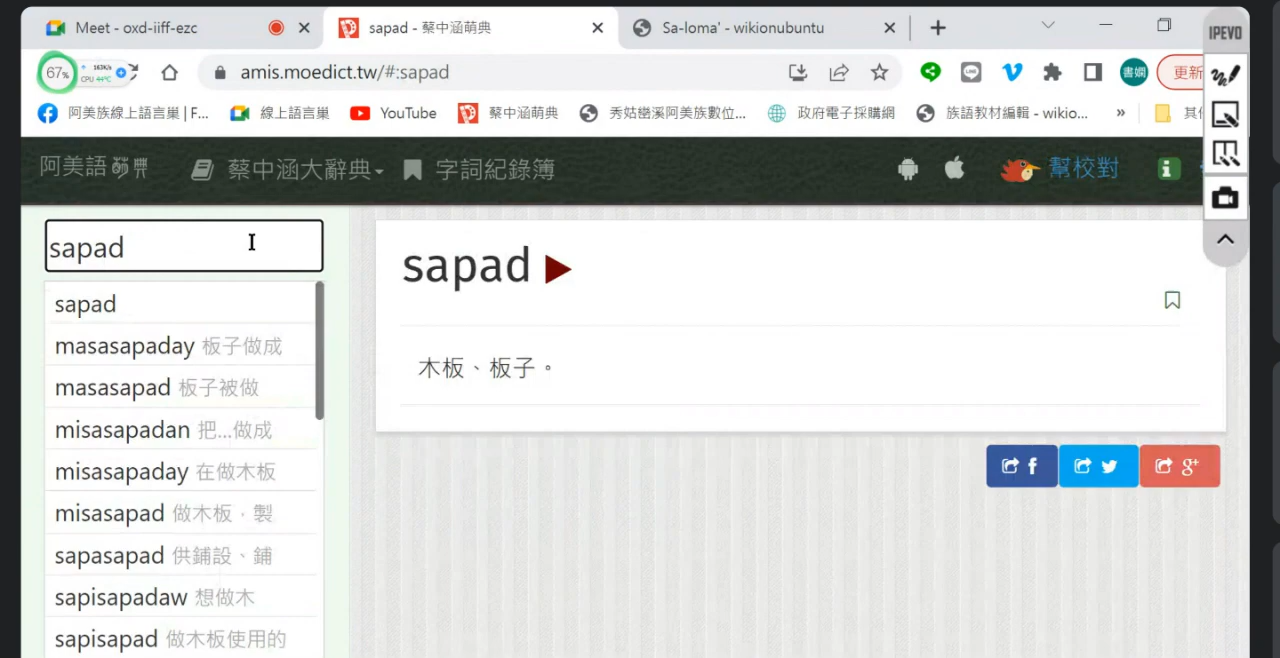 Meet - oxd-iiff-ezc
sapad - 蔡中涵萌典
Sa-loma' - wikionubuntu
IPEVO
67%
CPU 44℃
amis.moedict.tw/#:sapad
書嫻
更新
阿美族線上語言巢 | F...
線上語言巢
YouTube
蔡中涵萌典
秀姑巒溪阿美族數位...
政府電子採購網
族語教材編輯 - wikio...
»
其
阿美語萌典
蔡中涵大辭典
字詞紀錄簿
幫校對
sapad
sapad
masasapaday 板子做成
masasapad 板子被做
misasapadan 把...做成
misasapaday 在做木板
misasapad 做木板，製
sapasapad 供鋪設、鋪
sapisapadaw 想做木
sapisapad 做木板使用的
sapad
木板、板子。